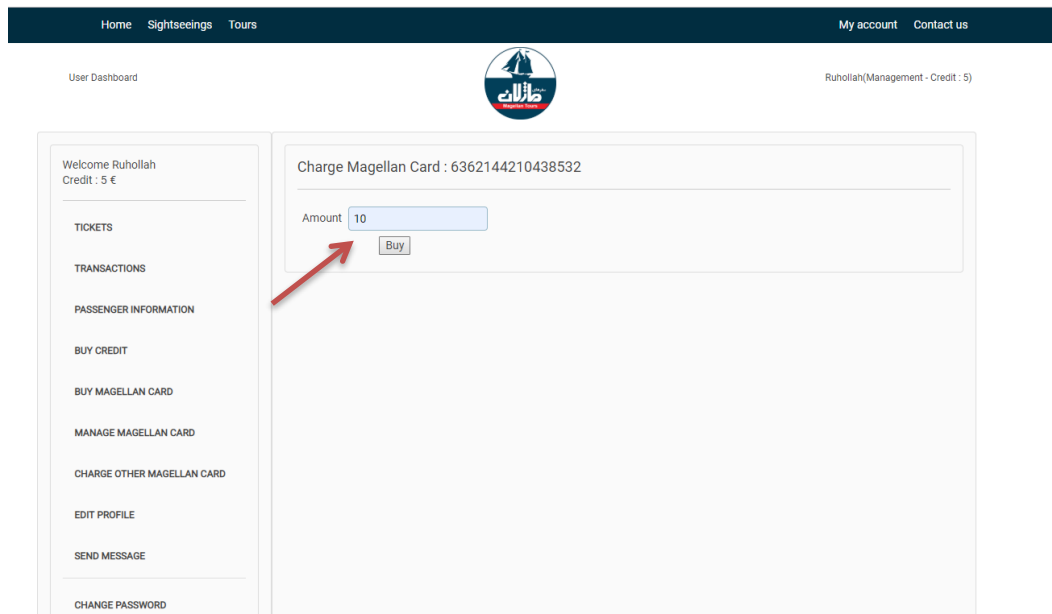 Home Sightseeings Tours My account Contact us
User Dashboard
سفرهای
ماژلان
Magellan Tours
Ruhollah(Management - Credit : 5)
Welcome Ruhollah
Credit : 5 €
TICKETS
TRANSACTIONS
PASSENGER INFORMATION
BUY CREDIT
BUY MAGELLAN CARD
MANAGE MAGELLAN CARD
CHARGE OTHER MAGELLAN CARD
EDIT PROFILE
SEND MESSAGE
CHANGE PASSWORD
Charge Magellan Card : 6362144210438532
Amount 10
Buy